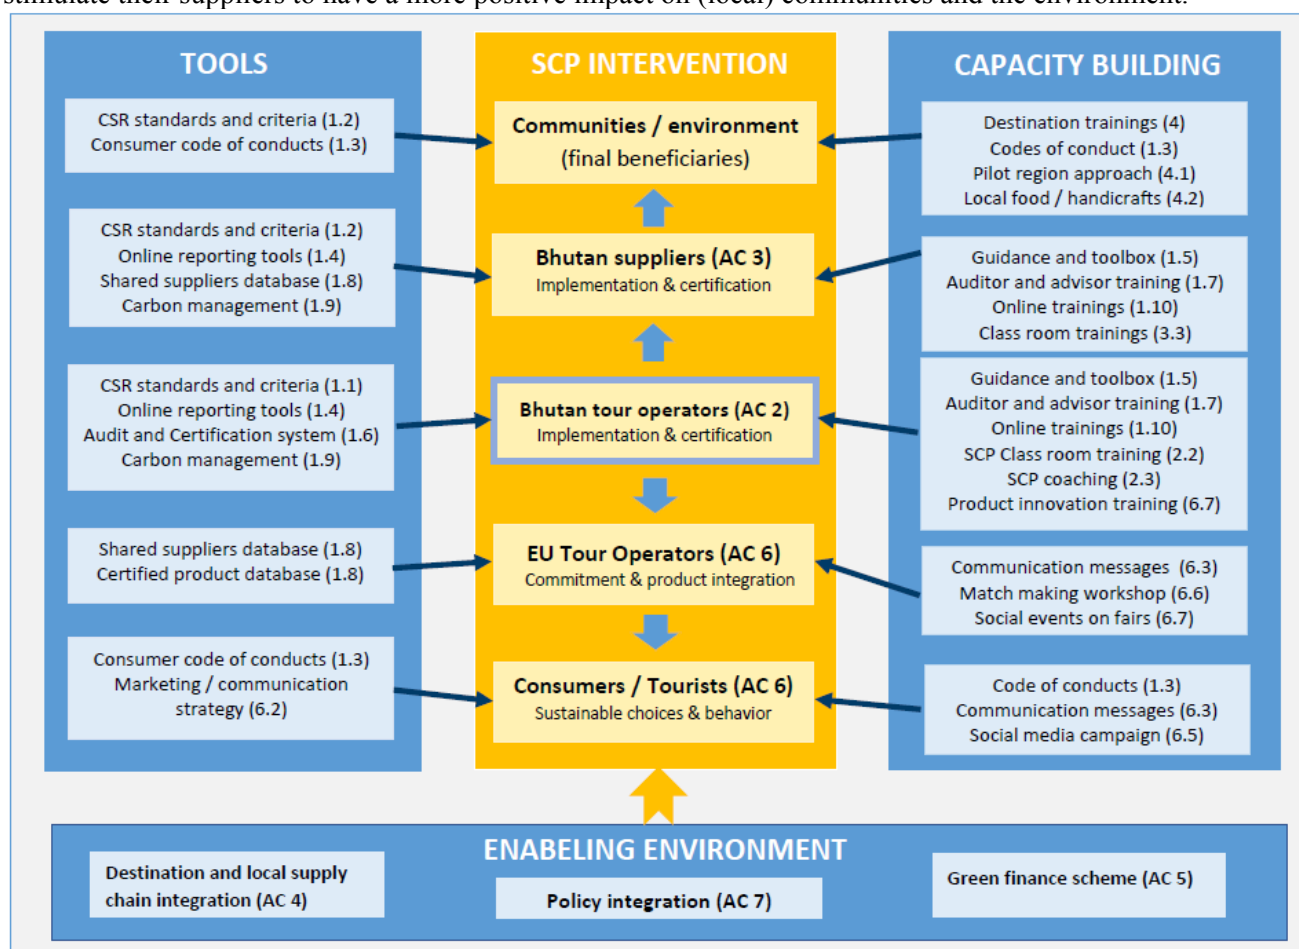 stimulate their suppliers to have a more positive impact on (local) communities and the environment.
TOOLS
CSR standards and criteria (1.2)
Consumer code of conducts (1.3)
CSR standards and criteria (1.2)
Online reporting tools (1.4)
Shared suppliers database (1.8)
Carbon management (1.9)
CSR standards and criteria (1.1)
Online reporting tools (1.4)
Audit and Certification system (1.6)
Carbon management (1.9)
Shared suppliers database (1.8)
Certified product database (1.8)
Consumer code of conducts (1.3)
Marketing / communication
strategy (6.2)
SCP INTERVENTION
Communities / environment
(final beneficiaries)
Bhutan suppliers (AC 3)
Implementation & certification
Bhutan tour operators (AC 2)
Implementation & certification
EU Tour Operators (AC 6)
Commitment & product integration
Consumers / Tourists (AC 6)
Sustainable choices & behavior
CAPACITY BUILDING
Destination trainings (4)
Codes of conduct (1.3)
Pilot region approach (4.1)
Local food / handicrafts (4.2)
Guidance and toolbox (1.5)
Auditor and advisor training (1.7)
Online trainings (1.10)
Class room trainings (3.3)
Guidance and toolbox (1.5)
Auditor and advisor training (1.7)
Online trainings (1.10)
SCP Class room training (2.2)
SCP coaching (2.3)
Product innovation training (6.7)
Communication messages (6.3)
Match making workshop (6.6)
Social events on fairs (6.7)
Code of conducts (1.3)
Communication messages (6.3)
Social media campaign (6.5)
ENABELING ENVIRONMENT
Destination and local supply
chain integration (AC 4)
Policy integration (AC 7)
Green finance scheme (AC 5)